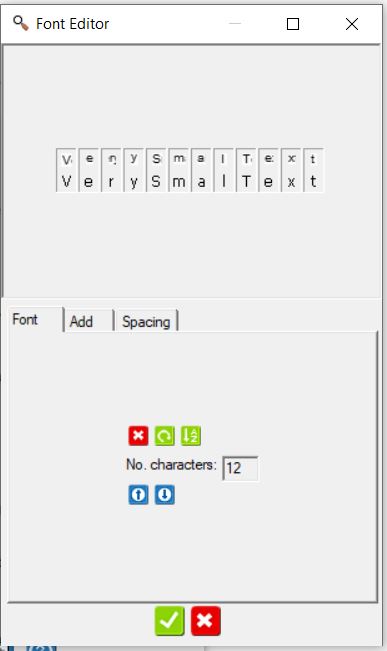 Font Editor
V e r y S m a l T e x t
V e r y S m a l T e x t
Font Add Spacing
No. characters: 12